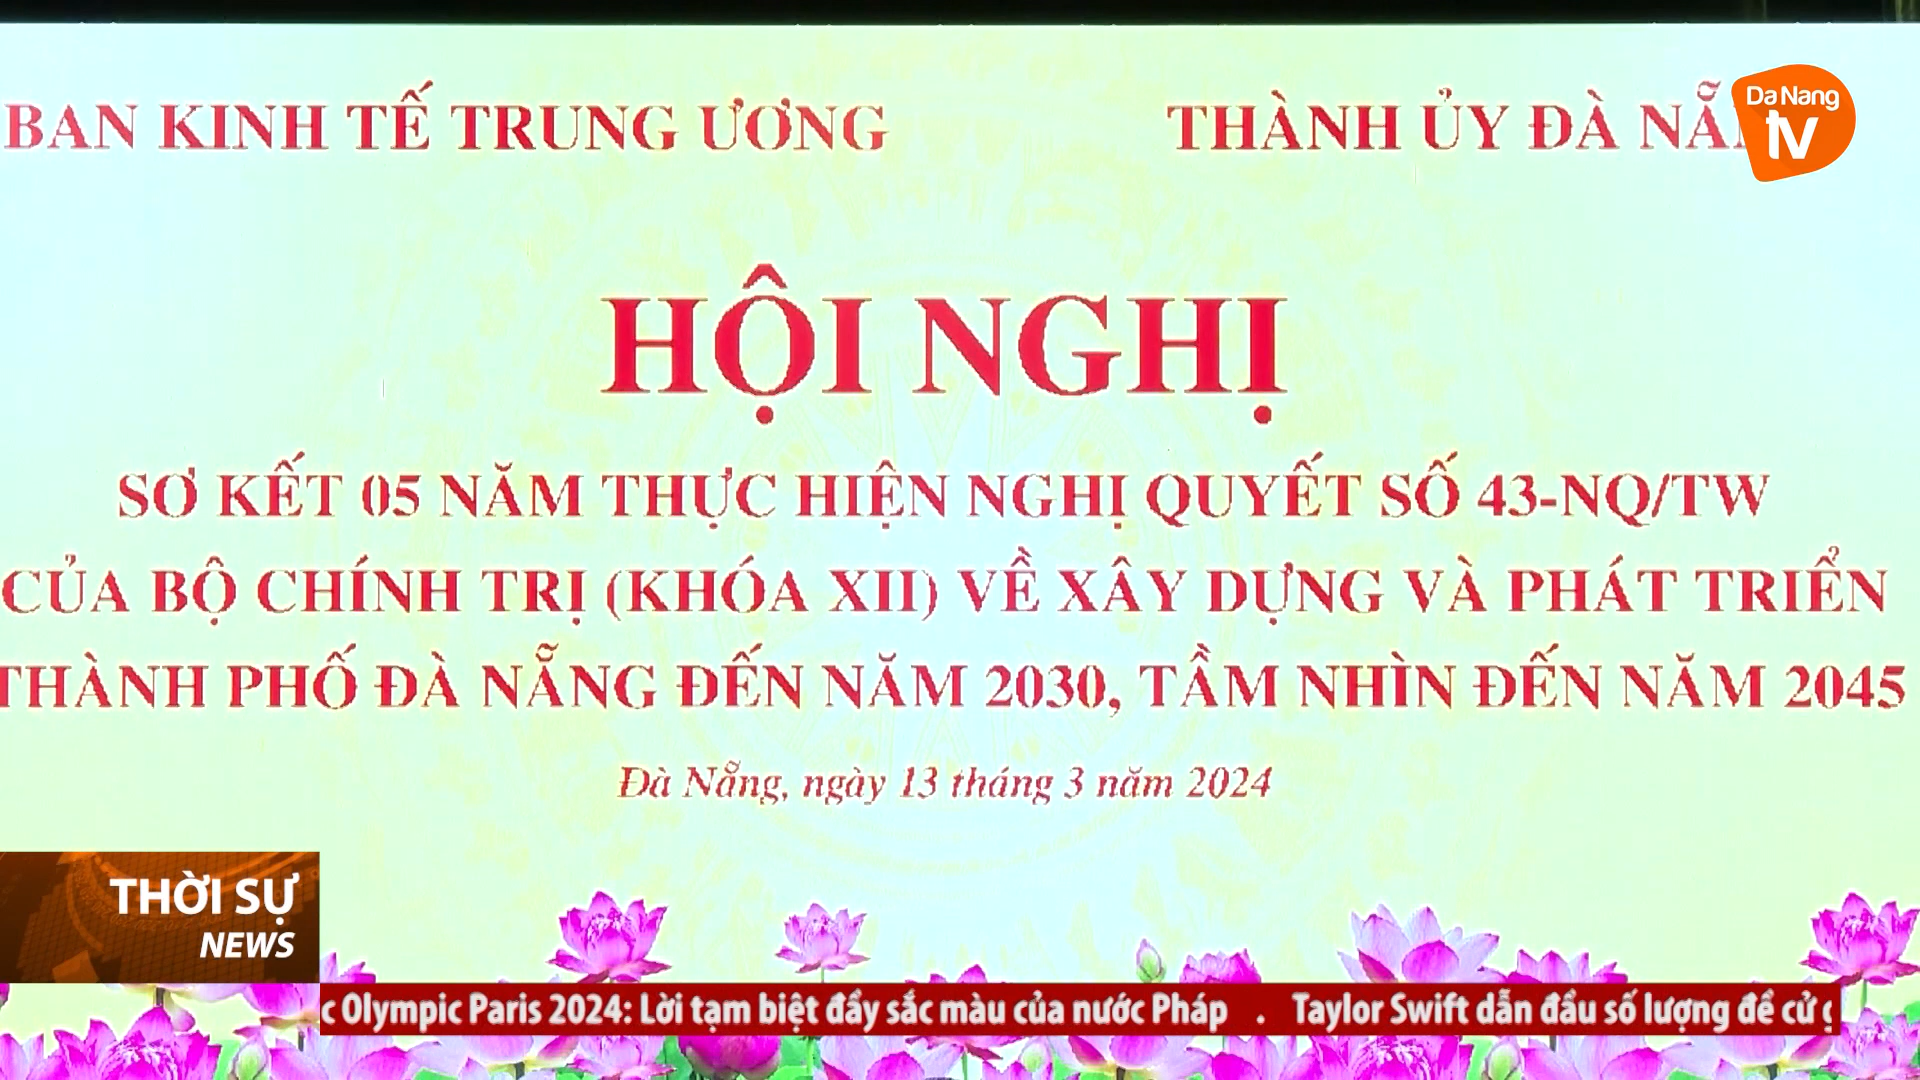 BAN KINH TẾ TRUNG ƯƠNG
THÀNH ỦY ĐÀ
Da Nang
tv
HỘI NGHỊ
SƠ KẾT 05 NĂM THỰC HIỆN NGHỊ QUYẾT SỐ 43-NQ/TW
CỦA BỘ CHÍNH TRỊ (KHÓA XII) VỀ XÂY DỰNG VÀ PHÁT TRIỂN
THÀNH PHỐ ĐÀ NẴNG ĐẾN NĂM 2030, TẦM NHÌN ĐẾN NĂM 2045
Đà Nẵng, ngày 13 tháng 3 năm 2024
THỜI SỰ
NEWS
c Olympic Paris 2024: Lời tạm biệt đầy sắc màu của nước Pháp . Taylor Swift dẫn đầu số lượng đề cử